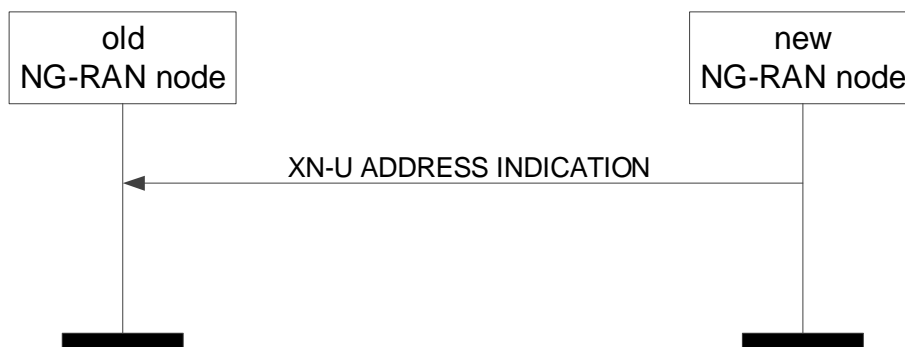 old
NG-RAN node
new
NG-RAN node
XN-U ADDRESS INDICATION